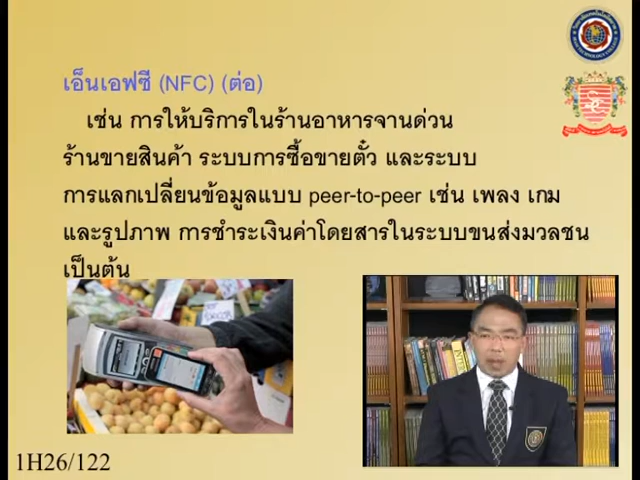 เอ็นเอฟซี (NFC) (ต่อ)
เช่น การให้บริการในร้านอาหารจานด่วน
ร้านขายสินค้า ระบบการซื้อขายตั๋ว และระบบ
การแลกเปลี่ยนข้อมูลแบบ peer-to-peer เช่น เพลง เกม
และรูปภาพ การชำระเงินค่าโดยสารในระบบขนส่งมวลชน
เป็นต้น
1H26/122